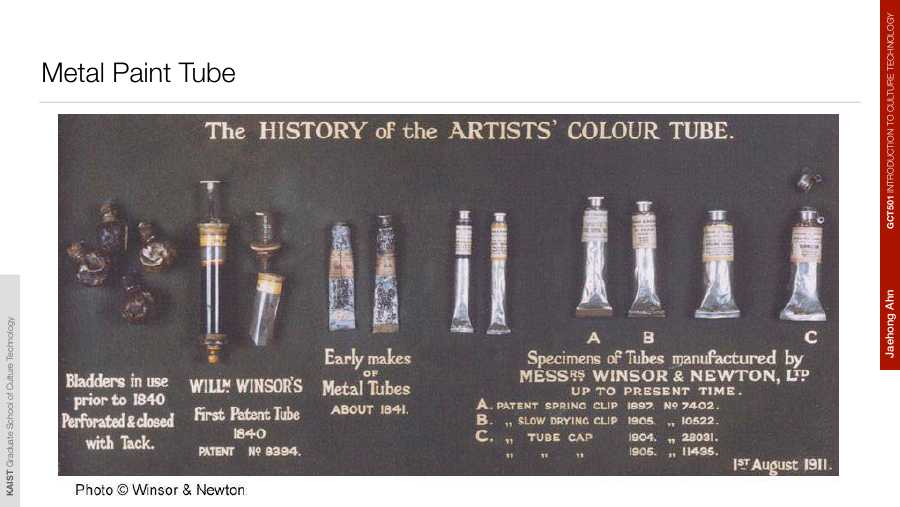 Metal Paint Tube
The HISTORY of the ARTISTS' COLOUR TUBE.
Bladders in use
prior to 1840
Perforated & closed
with Tack.
WILLM WINSOR'S
First Patent Tube
1840
PATENT No 8394.
Early makes
OF
Metal Tubes
ABOUT 1841.
A
B
C
Specimens of Tubes manufactured by
MESSRS WINSOR & NEWTON, LTD
UP TO PRESENT TIME.
A. PATENT SPRING CLIP 1897. No 7402.
B. ,, SLOW DRYING CLIP 1905. ,, 10522.
C. ,, TUBE CAP 1904. ,, 28031.
,, ,, ,, 1905. ,, 11435.
1ST August 1911.
Photo © Winsor & Newton
KAIST Graduate School of Culture Technology
GCT501 INTRODUCTION TO CULTURE TECHNOLOGY
Jaehong Ahn